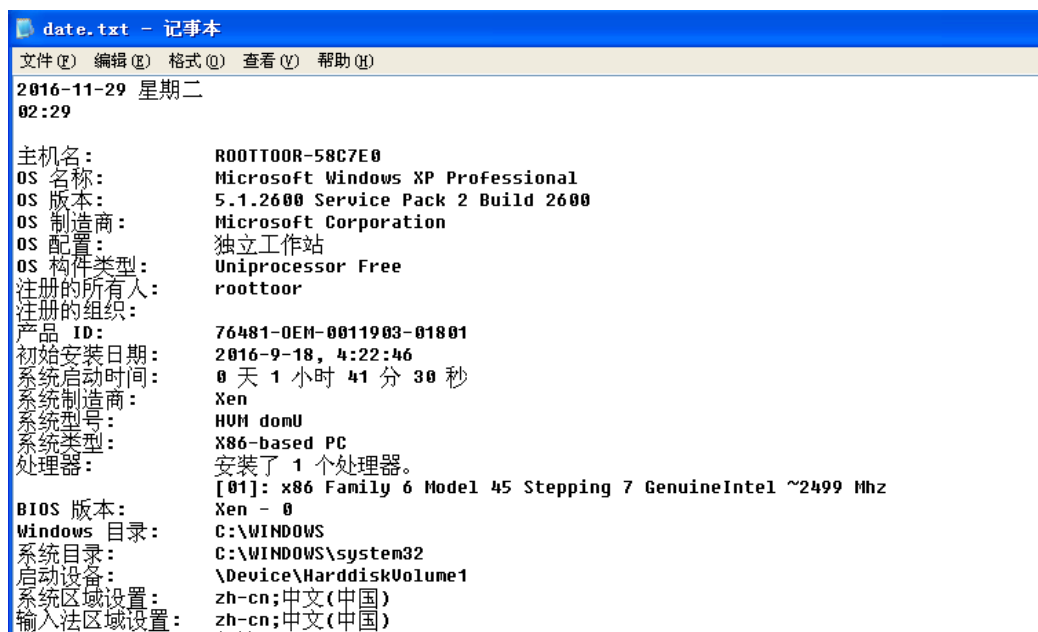 date.txt - 记事本
文件(F) 编辑(E) 格式(O) 查看(V) 帮助(H)
2016-11-29 星期二
02:29
主机名: ROOTTOOR-58C7E0
OS 名称: Microsoft Windows XP Professional
OS 版本: 5.1.2600 Service Pack 2 Build 2600
OS 制造商: Microsoft Corporation
OS 配置: 独立工作站
OS 构件类型: Uniprocessor Free
注册的所有人: roottoor
注册的组织:
产品 ID: 76481-OEM-0011903-01801
初始安装日期: 2016-9-18, 4:22:46
系统启动时间: 0 天 1 小时 41 分 30 秒
系统制造商: Xen
系统型号: HVM domU
系统类型: X86-based PC
处理器: 安装了 1 个处理器。
[01]: x86 Family 6 Model 45 Stepping 7 GenuineIntel ~2499 Mhz
BIOS 版本: Xen - 0
Windows 目录: C:\WINDOWS
系统目录: C:\WINDOWS\system32
启动设备: \Device\HarddiskVolume1
系统区域设置: zh-cn;中文(中国)
输入法区域设置: zh-cn;中文(中国)